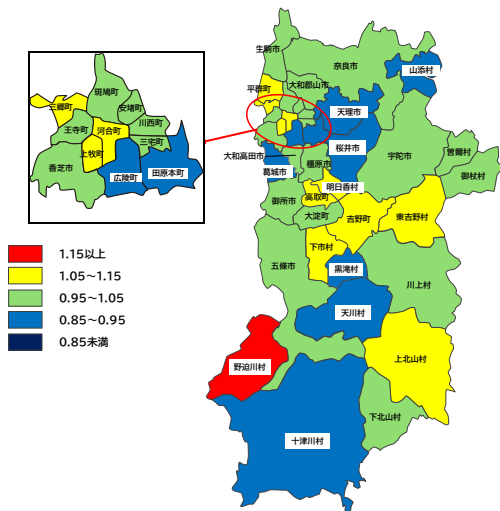 生駒市
奈良市
山添村
平群町
大和郡山市
天理市
大和高田市
桜井市
宇陀市
曽爾村
御杖村
葛城市
橿原市
明日香村
御所市
高取町
大淀町
吉野町
東吉野村
下市町
五條市
黒滝村
川上村
天川村
野迫川村
上北山村
下北山村
十津川村
斑鳩町
三郷町
安堵町
川西町
王寺町
河合町
三宅町
上牧町
香芝市
広陵町
田原本町
1.15以上
1.05～1.15
0.95～1.05
0.85～0.95
0.85未満